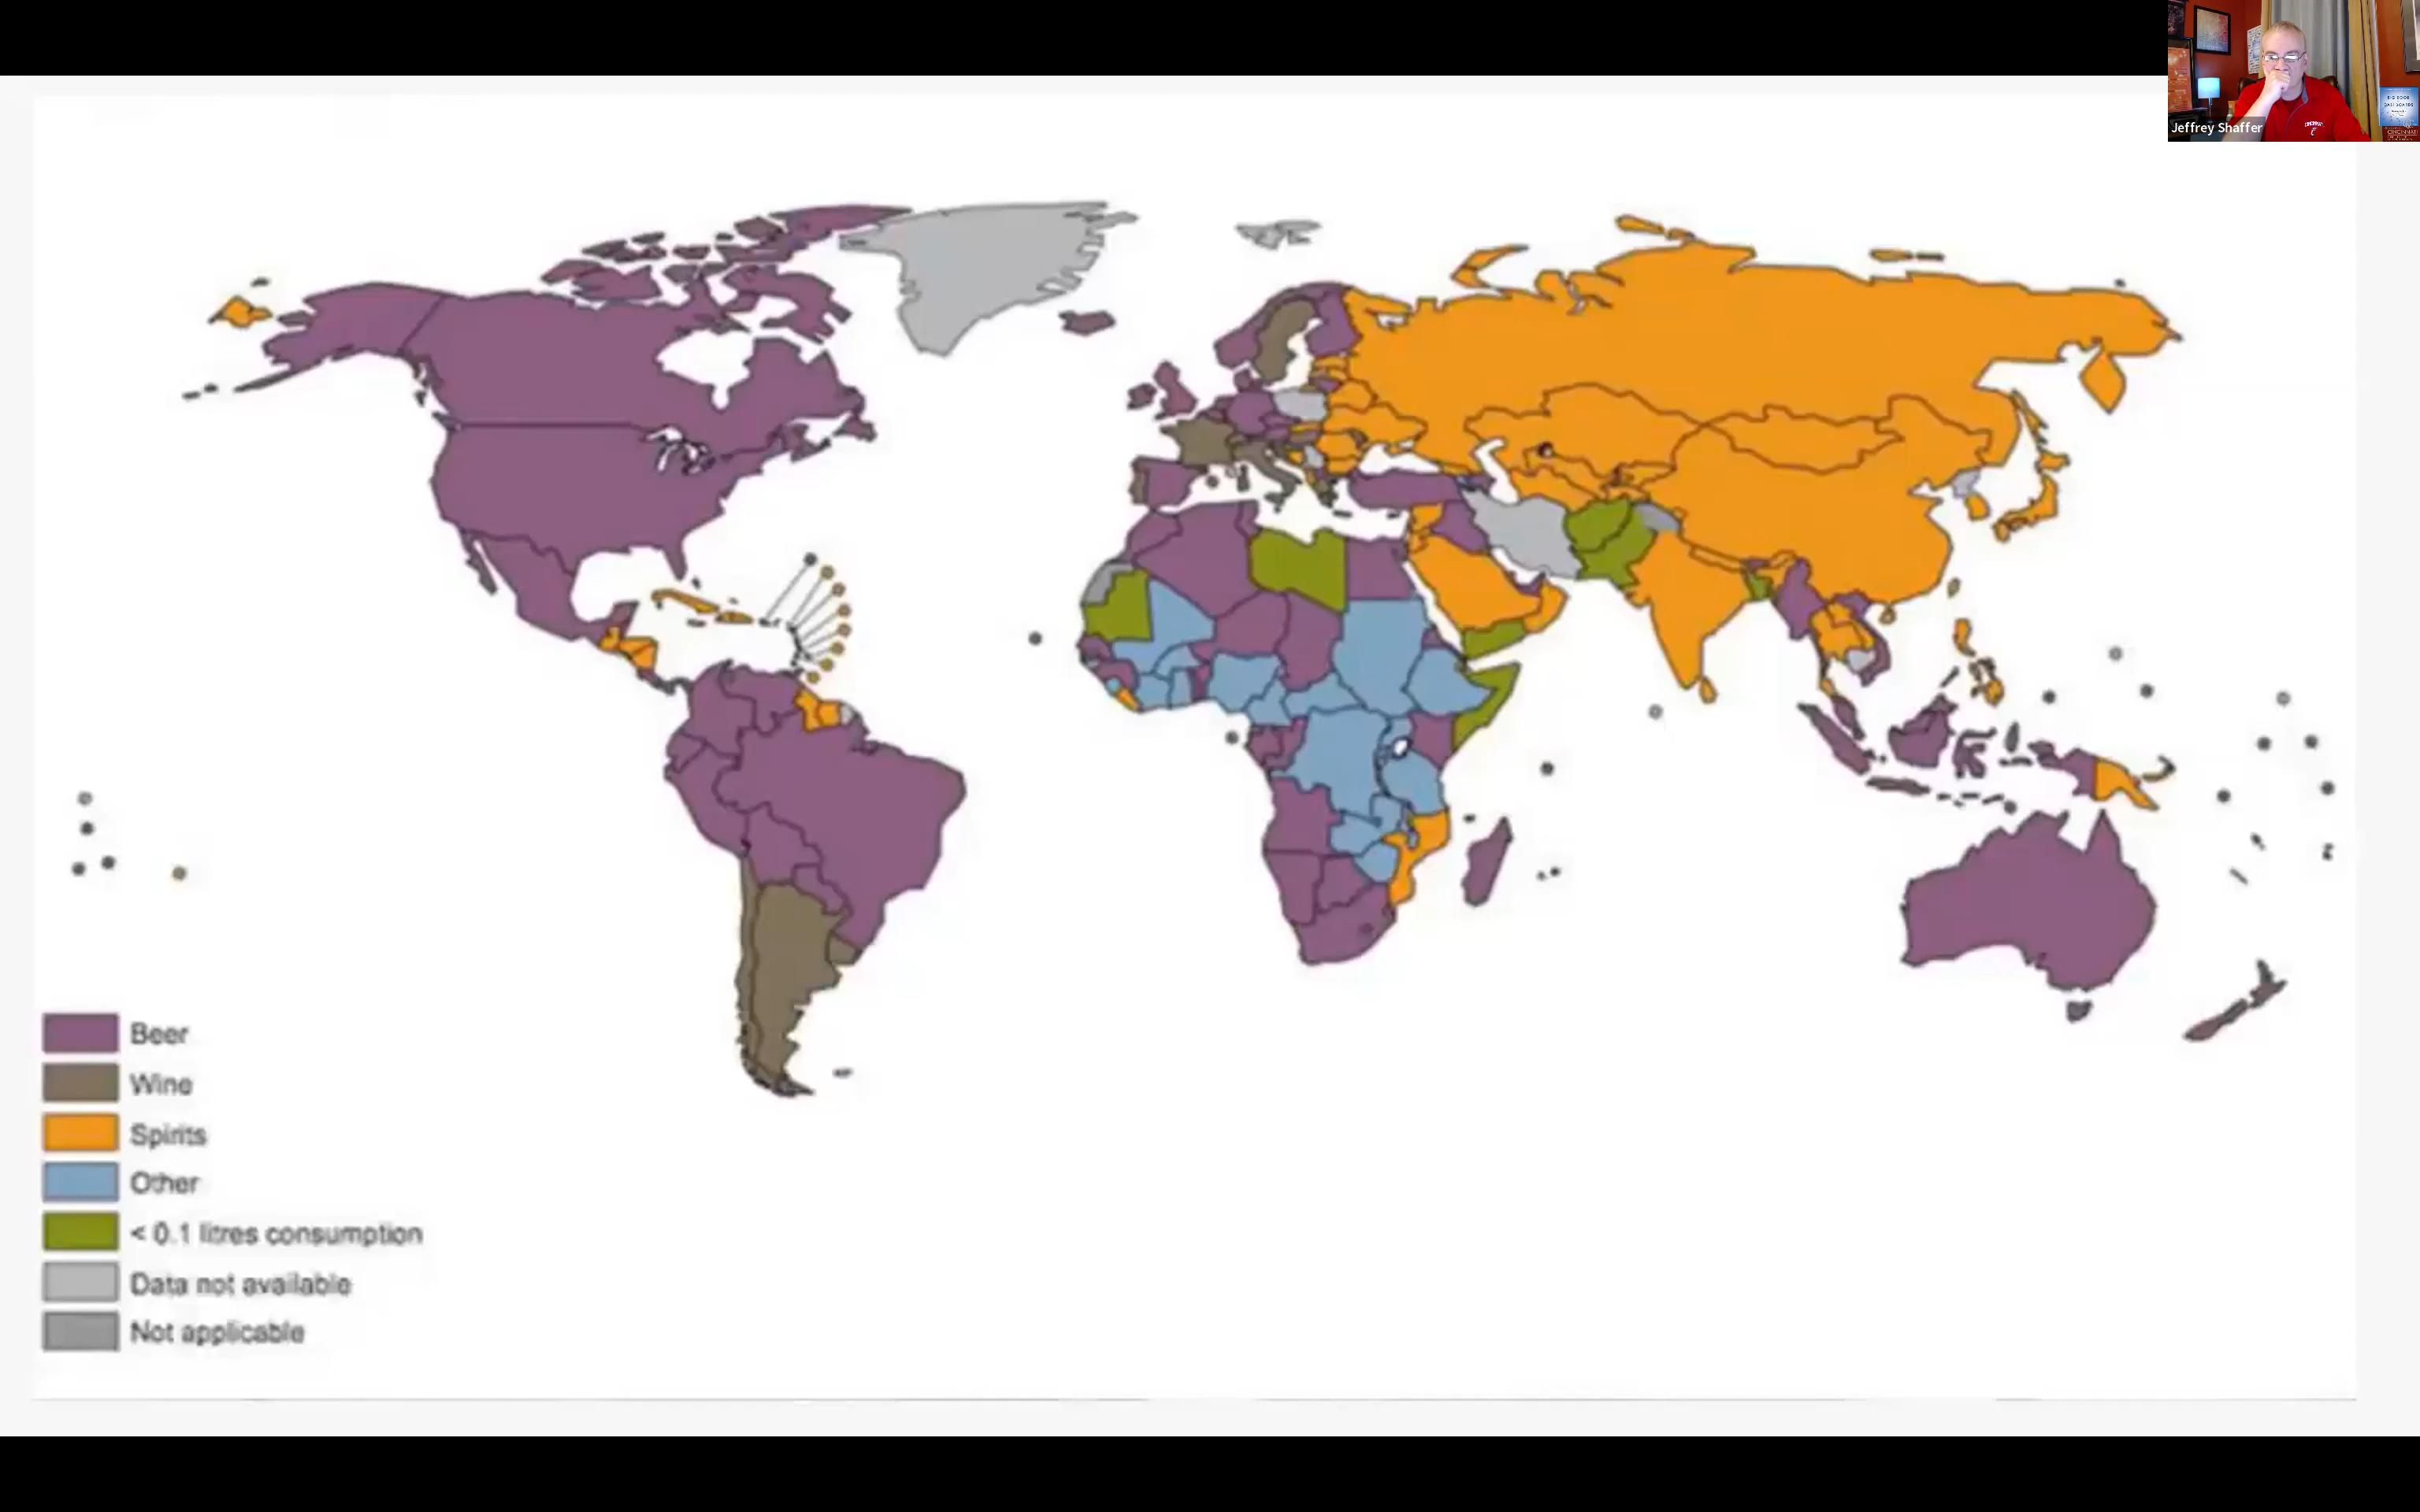 Jeffrey Shaffer
Beer
Wine
Spirits
Other
< 0.1 litres consumption
Data not available
Not applicable